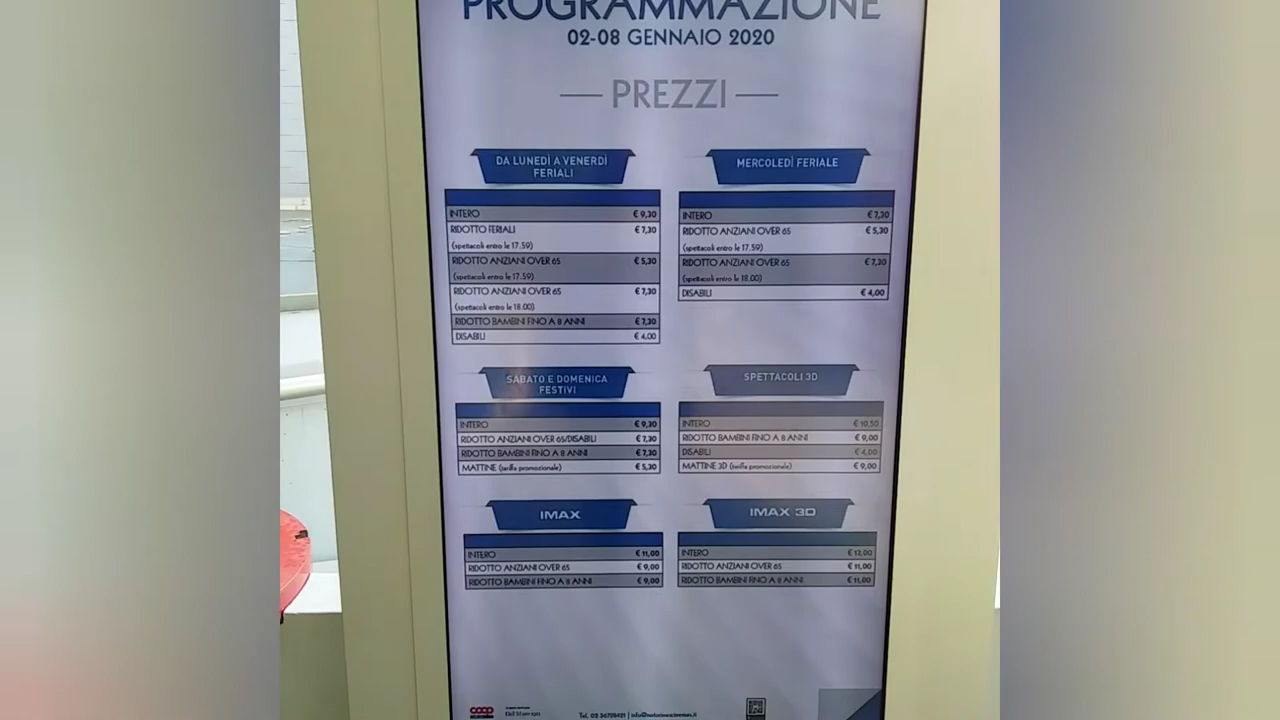 PROGRAMMAZIONE
02-08 GENNAIO 2020
PREZZI
DA LUNEDÌ A VENERDÌ
FERIALI
INTERO € 9,30
RIDOTTO FERIALI € 7,30
(spettacoli entro le 17.59)
RIDOTTO ANZIANI OVER 65 € 5,30
(spettacoli entro le 17.59)
RIDOTTO ANZIANI OVER 65 € 7,30
(spettacoli entro le 18.00)
RIDOTTO BAMBINI FINO A 8 ANNI € 7,30
DISABILI € 4,00
MERCOLEDÌ FERIALE
INTERO € 7,30
RIDOTTO ANZIANI OVER 65 € 5,30
(spettacoli entro le 17.59)
RIDOTTO ANZIANI OVER 65 € 7,30
(spettacoli entro le 18.00)
DISABILI € 4,00
SABATO E DOMENICA
FESTIVI
INTERO € 9,30
RIDOTTO ANZIANI OVER 65/DISABILI € 7,30
RIDOTTO BAMBINI FINO A 8 ANNI € 7,30
MATTINE (tariffa promozionale) € 5,30
SPETTACOLI 3D
INTERO € 10,50
RIDOTTO BAMBINI FINO A 8 ANNI € 9,00
DISABILI € 4,00
MATTINE 3D (tariffa promozionale) € 9,00
IMAX
INTERO € 11,00
RIDOTTO ANZIANI OVER 65 € 9,00
RIDOTTO BAMBINI FINO A 8 ANNI € 9,00
IMAX 3D
INTERO € 13,00
RIDOTTO ANZIANI OVER 65 € 11,00
RIDOTTO BAMBINI FINO A 8 ANNI € 11,00
coop
Tel. 02 36728421 | info@notoriouscinemas.it